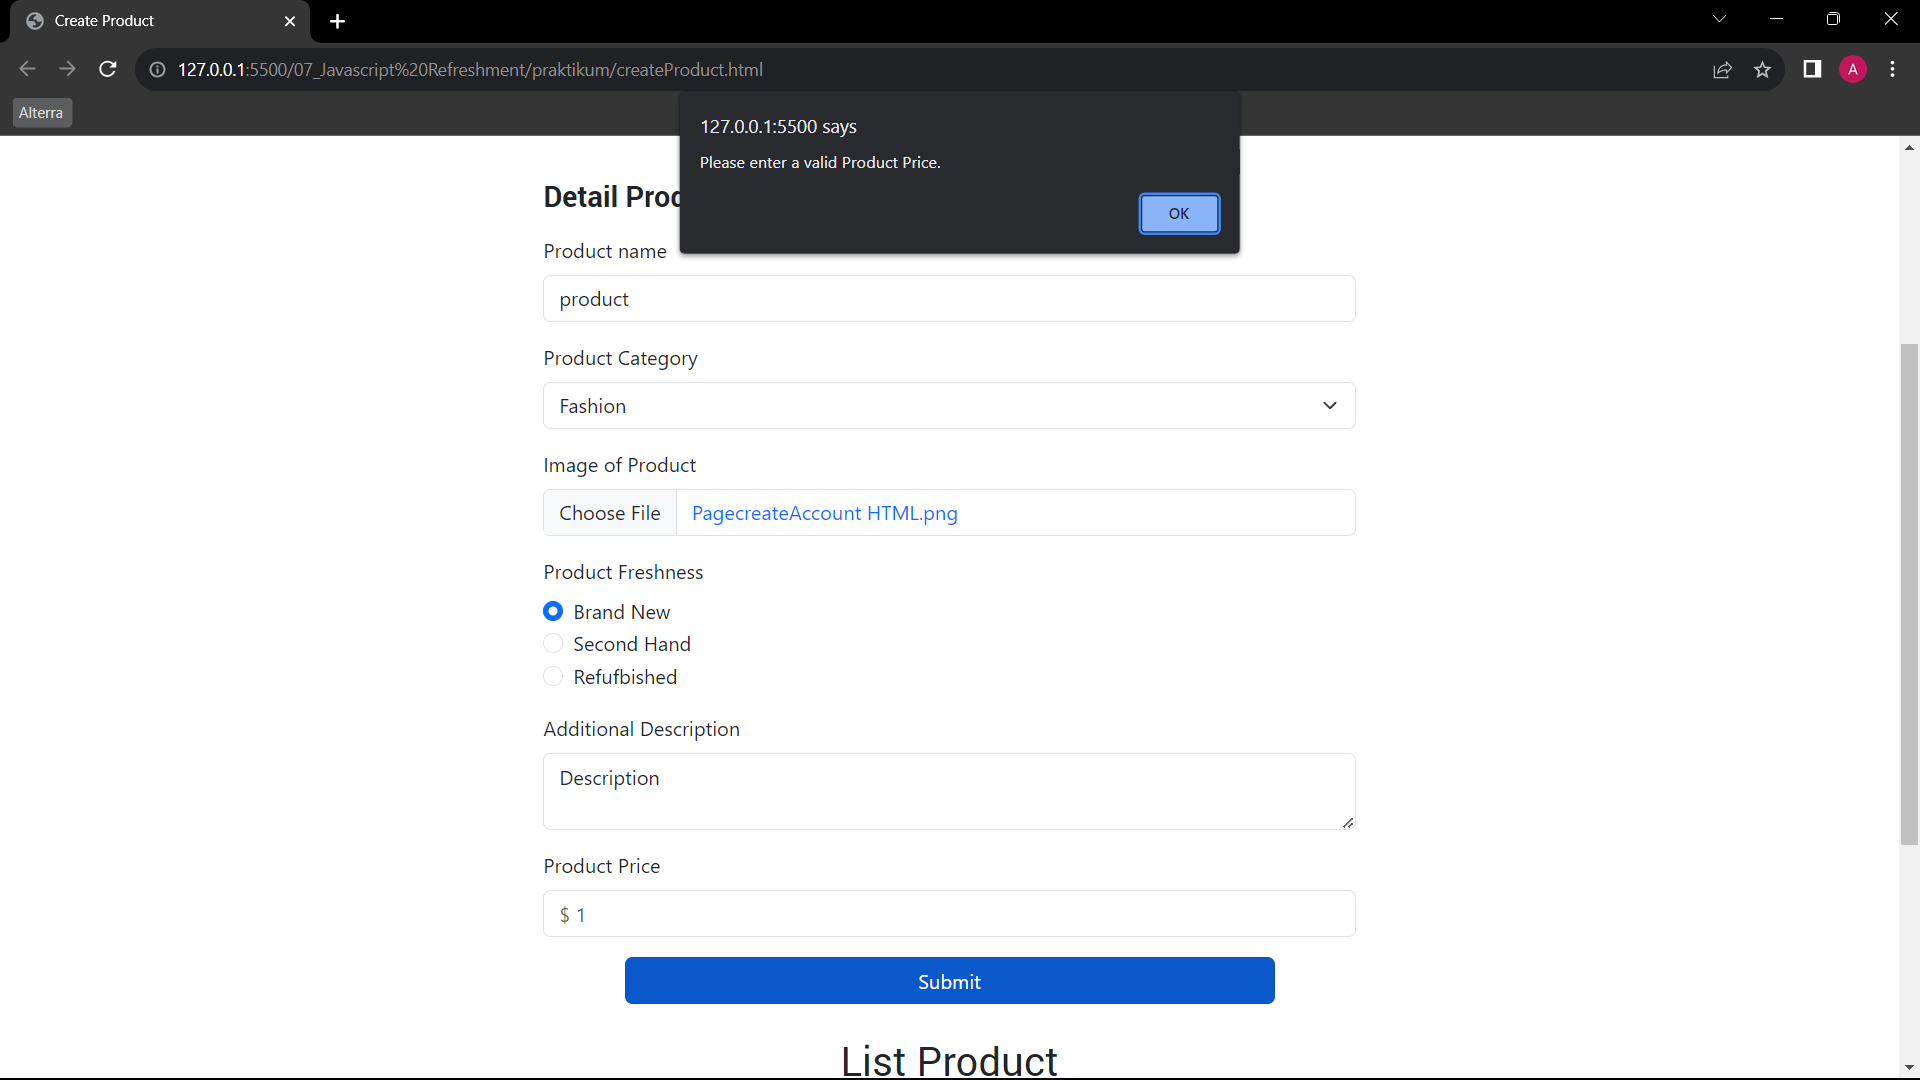 Create Product
127.0.0.1:5500/07_Javascript%20Refreshment/praktikum/createProduct.html
A
Alterra
127.0.0.1:5500 says
Please enter a valid Product Price.
OK
Detail Prod
Product name
product
Product Category
Fashion
Image of Product
Choose File PagecreateAccount HTML.png
Product Freshness
Brand New
Second Hand
Refufbished
Additional Description
Description
Product Price
$ 1
Submit
List Product